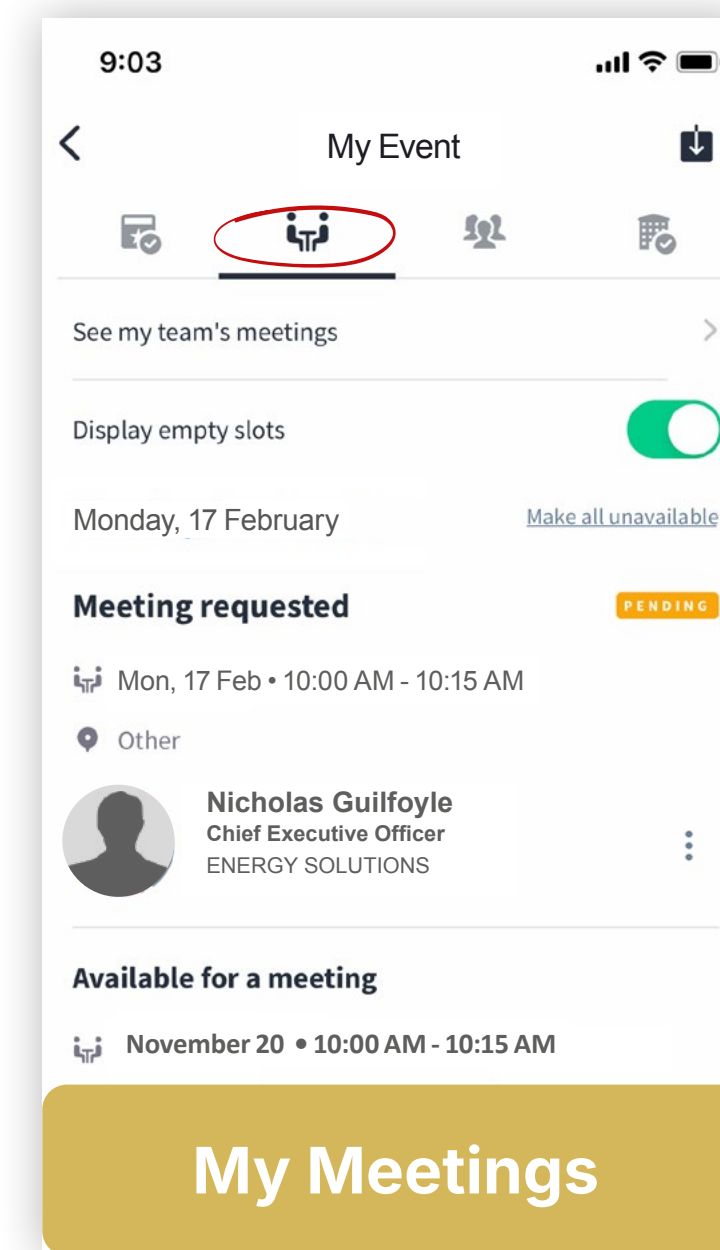 9:03
My Event
See my team's meetings
Display empty slots
Monday, 17 February
Make all unavailable
Meeting requested
PENDING
Mon, 17 Feb • 10:00 AM - 10:15 AM
Other
Nicholas Guilfoyle
Chief Executive Officer
ENERGY SOLUTIONS
Available for a meeting
November 20 • 10:00 AM - 10:15 AM
My Meetings